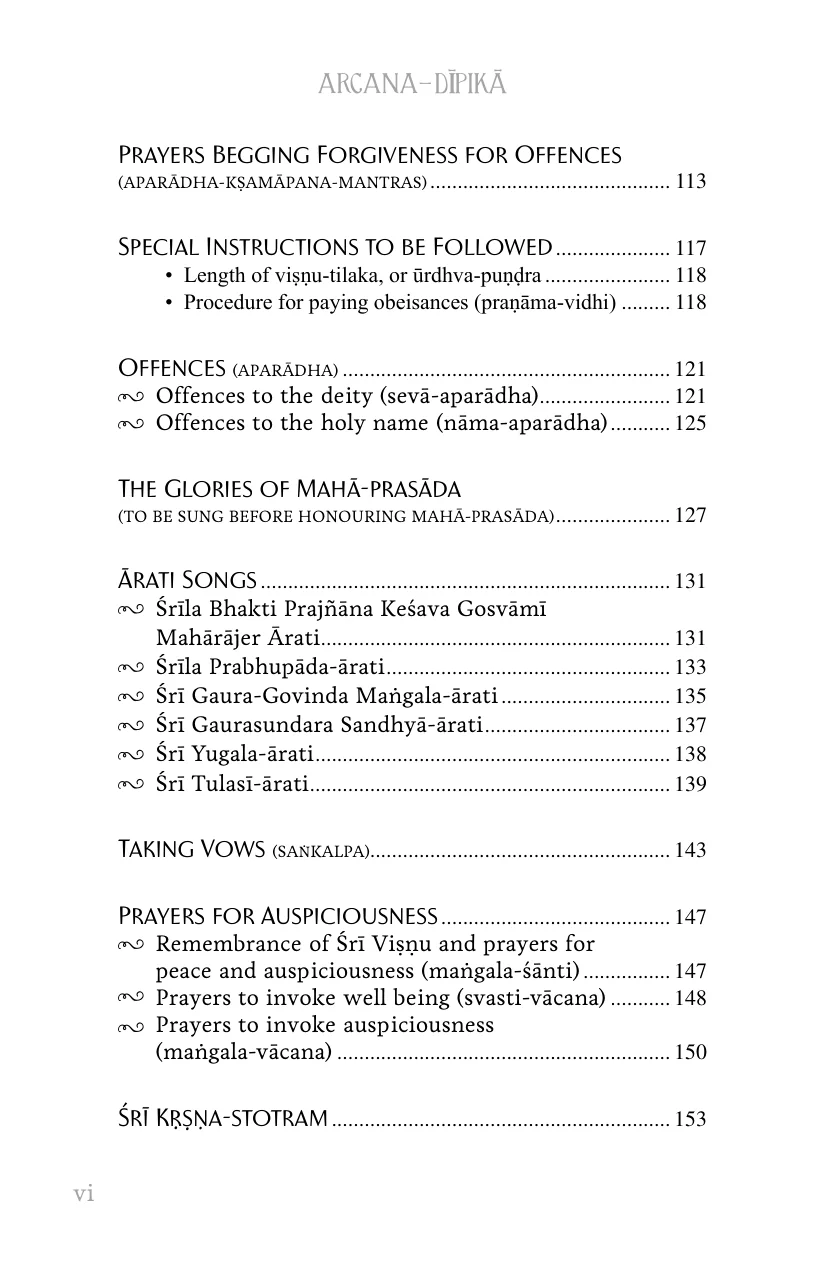 ARCANA–DĪPIKĀ
PRAYERS BEGGING FORGIVENESS FOR OFFENCES
(APARĀDHA-KṢAMĀPANA-MANTRAS)........................................... 113
SPECIAL INSTRUCTIONS TO BE FOLLOWED.................... 117
• Length of viṣṇu-tilaka, or ūrdhva-puṇḍra...................... 118
• Procedure for paying obeisances (praṇāma-vidhi) ......... 118
OFFENCES (APARĀDHA) .......................................................... 121
Offences to the deity (sevā-aparādha)....................... 121
Offences to the holy name (nāma-aparādha)........... 125
THE GLORIES OF MAHĀ-PRASĀDA
(TO BE SUNG BEFORE HONOURING MAHĀ-PRASĀDA).................... 127
ĀRATI SONGS......................................................................... 131
Śrīla Bhakti Prajñāna Keśava Gosvāmī
Mahārājer Ārati.............................................................. 131
Śrīla Prabhupāda-ārati................................................... 133
Śrī Gaura-Govinda Maṅgala-ārati.............................. 135
Śrī Gaurasundara Sandhyā-ārati................................. 137
Śrī Yugala-ārati............................................................... 138
Śrī Tulasī-ārati................................................................ 139
TAKING VOWS (SAṄKALPA)..................................................... 143
PRAYERS FOR AUSPICIOUSNESS......................................... 147
Remembrance of Śrī Viṣṇu and prayers for
peace and auspiciousness (maṅgala-śānti)............... 147
Prayers to invoke well being (svasti-vācana) ........... 148
Prayers to invoke auspiciousness
(maṅgala-vācana) ............................................................ 150
ŚRĪ KṚṢṆA-STOTRAM............................................................. 153
vi